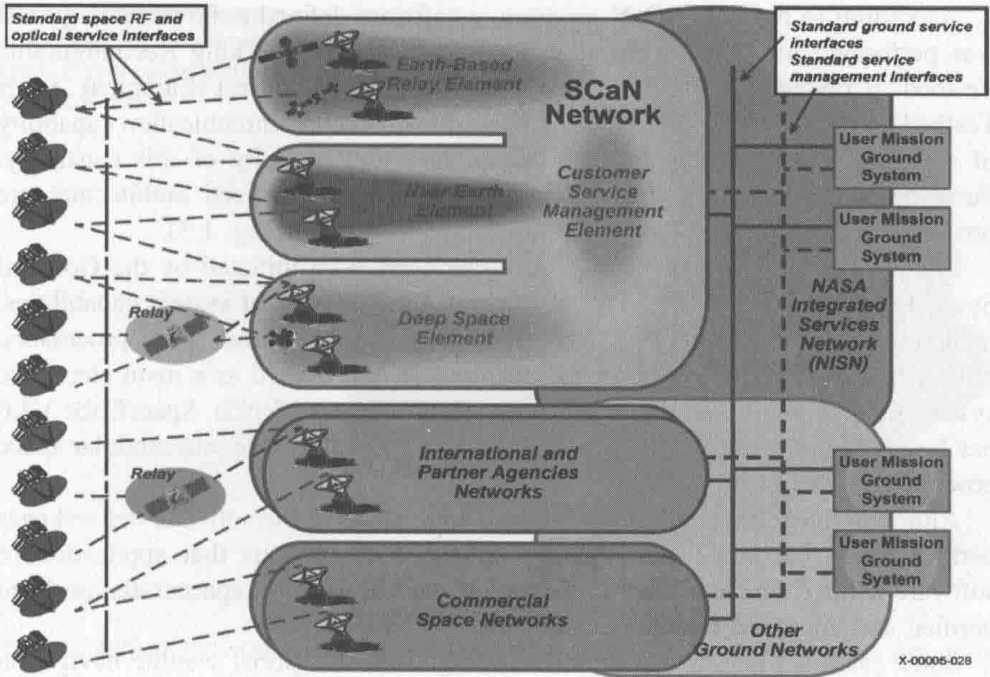 Standard space RF and
optical service interfaces
Standard ground service
interfaces
Standard service
management Interfaces
Earth-Based
Relay Element
SCaN
Network
Near Earth
Element
Customer
Service
Management
Element
Deep Space
Element
Relay
Relay
User Mission
Ground
System
User Mission
Ground
System
NASA
Integrated
Services
Network
(NISN)
International and
Partner Agencies
Networks
User Mission
Ground
System
User Mission
Ground
System
Commercial
Space Networks
Other
Ground Networks
X-00006-028